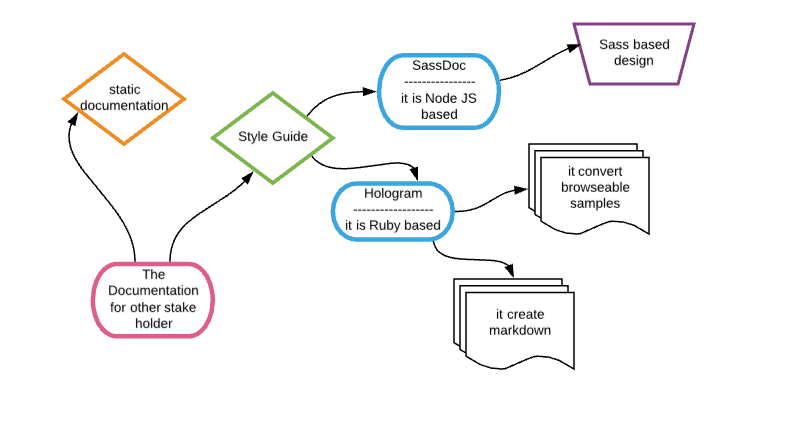 SassDoc
----------------
it is Node JS
based
Sass based
design
static
documentation
Style Guide
it convert
browseable
samples
Hologram
------------------
it is Ruby based
The
Documentation
for other stake
holder
it create
markdown